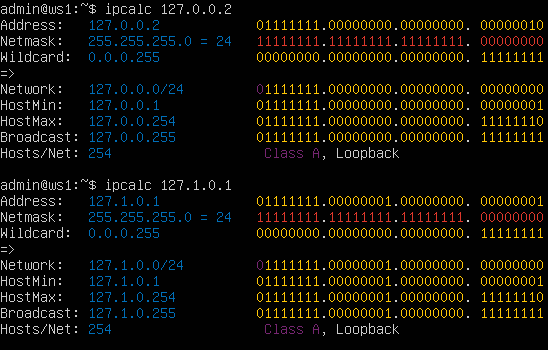 admin@ws1:~$ ipcalc 127.0.0.2
Address:   127.0.0.2            01111111.00000000.00000000. 00000010
Netmask:   255.255.255.0 = 24   11111111.11111111.11111111. 00000000
Wildcard:  0.0.0.255            00000000.00000000.00000000. 11111111
=>
Network:   127.0.0.0/24         01111111.00000000.00000000. 00000000
HostMin:   127.0.0.1            01111111.00000000.00000000. 00000001
HostMax:   127.0.0.254          01111111.00000000.00000000. 11111110
Broadcast: 127.0.0.255          01111111.00000000.00000000. 11111111
Hosts/Net: 254                   Class A, Loopback
admin@ws1:~$ ipcalc 127.1.0.1
Address:   127.1.0.1            01111111.00000001.00000000. 00000001
Netmask:   255.255.255.0 = 24   11111111.11111111.11111111. 00000000
Wildcard:  0.0.0.255            00000000.00000000.00000000. 11111111
=>
Network:   127.1.0.0/24         01111111.00000001.00000000. 00000000
HostMin:   127.1.0.1            01111111.00000001.00000000. 00000001
HostMax:   127.1.0.254          01111111.00000001.00000000. 11111110
Broadcast: 127.1.0.255          01111111.00000001.00000000. 11111111
Hosts/Net: 254                   Class A, Loopback